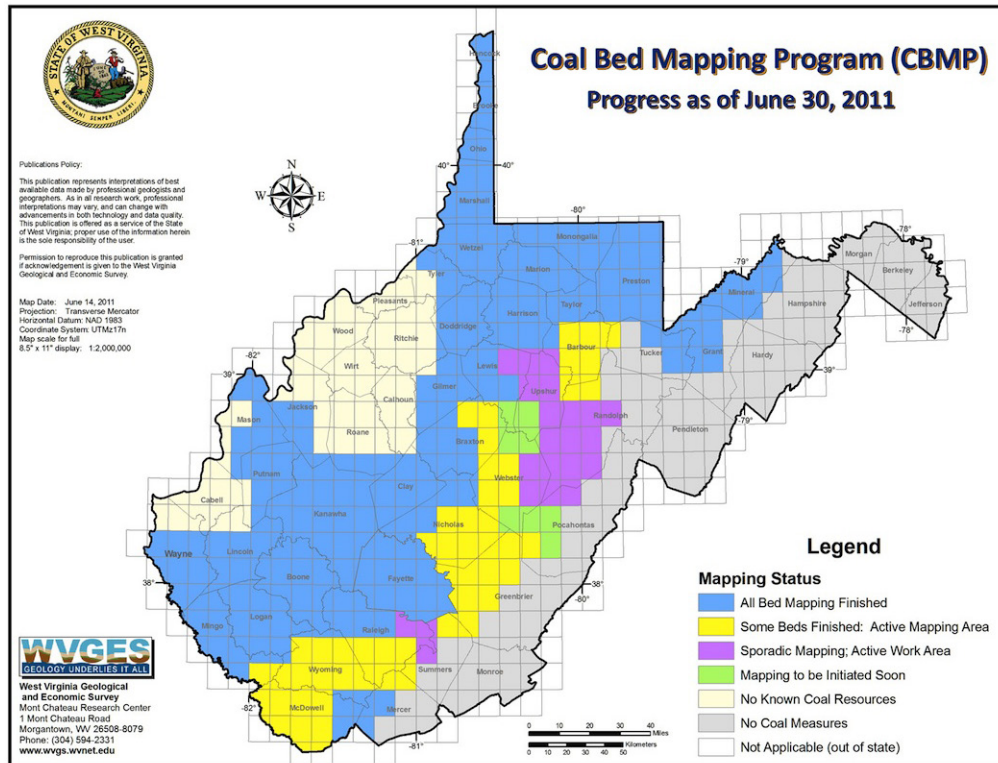 STATE OF WEST VIRGINIA
MONTANI SEMPER LIBERI
Coal Bed Mapping Program (CBMP)
Progress as of June 30, 2011
Publications Policy:
This publication represents interpretations of best
available data made by professional geologists and
geographers. As in all research work, professional
interpretations may vary, and can change with
advancements in both technology and data quality.
This publication is offered as a service of the State
of West Virginia; proper use of the information herein
is the sole responsibility of the user.
Permission to reproduce this publication is granted
if acknowledgement is given to the West Virginia
Geological and Economic Survey.
Map Date: June 14, 2011
Projection: Transverse Mercator
Horizontal Datum: NAD 1983
Coordinate System: UTMz17n
Map scale for full
8.5" x 11" display: 1:2,000,000
N
W E
S
Hancock
Brooke
Ohio
40° 40°
Marshall
-80°
-81°
Wetzel
Monongalia
-78°
Tyler
Marion
Preston
-79°
Morgan
Berkeley
Mineral
Jefferson
Pleasants
Taylor
Hampshire
Wood
Doddridge
Harrison
-78°
Ritchie
Barbour
Tucker
Grant
Hardy
-82°
Wirt
Lewis
39°
39°
Gilmer
Upshur
Calhoun
Jackson
Mason
Randolph
-79°
Roane
Braxton
Pendleton
Putnam
Webster
Clay
Cabell
Kanawha
Nicholas
Pocahontas
Wayne
Lincoln
Boone
Fayette
38°
38°
Greenbrier
-80°
Mingo
Logan
Raleigh
Wyoming
Summers
Monroe
McDowell
-82°
Mercer
-81°
0 5 10 20 30 40
Miles
Kilometers
0 5 10 20 30 40 50
Legend
Mapping Status
All Bed Mapping Finished
Some Beds Finished: Active Mapping Area
Sporadic Mapping; Active Work Area
Mapping to be Initiated Soon
No Known Coal Resources
No Coal Measures
Not Applicable (out of state)
WVGES
GEOLOGY UNDERLIES IT ALL
West Virginia Geological
and Economic Survey
Mont Chateau Research Center
1 Mont Chateau Road
Morgantown, WV 26508-8079
Phone: (304) 594-2331
www.wvgs.wvnet.edu